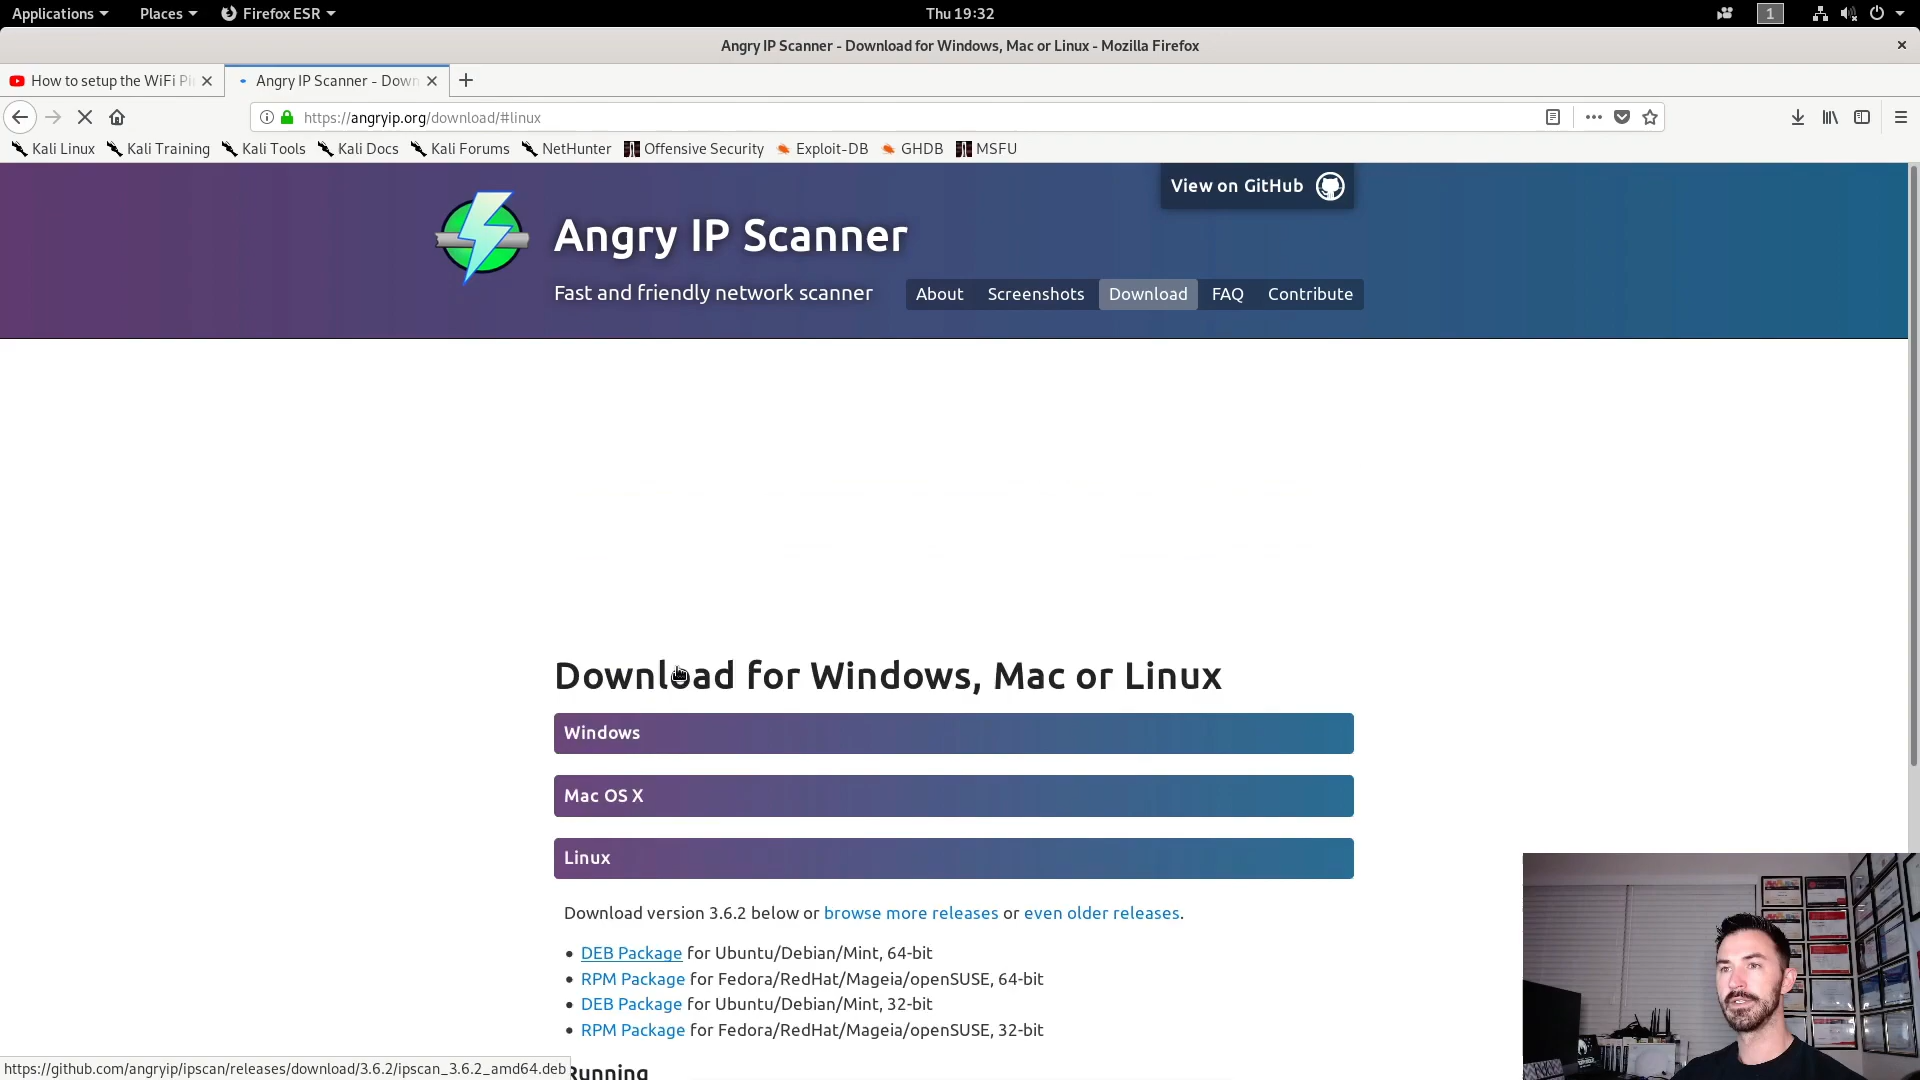 Applications Places Firefox ESR Thu 19:32 1
Angry IP Scanner - Download for Windows, Mac or Linux - Mozilla Firefox
How to setup the WiFi Angry IP Scanner - Down
https://angryip.org/download/#linux
Kali Linux Kali Training Kali Tools Kali Docs Kali Forums NetHunter Offensive Security Exploit-DB GHDB MSFU
View on GitHub
Angry IP Scanner
Fast and friendly network scanner About Screenshots Download FAQ Contribute
Download for Windows, Mac or Linux
Windows
Mac OS X
Linux
Download version 3.6.2 below or browse more releases or even older releases.
• DEB Package for Ubuntu/Debian/Mint, 64-bit
• RPM Package for Fedora/RedHat/Mageia/openSUSE, 64-bit
• DEB Package for Ubuntu/Debian/Mint, 32-bit
• RPM Package for Fedora/RedHat/Mageia/openSUSE, 32-bit
https://github.com/angryip/ipscan/releases/download/3.6.2/ipscan_3.6.2_amd64.deb Running